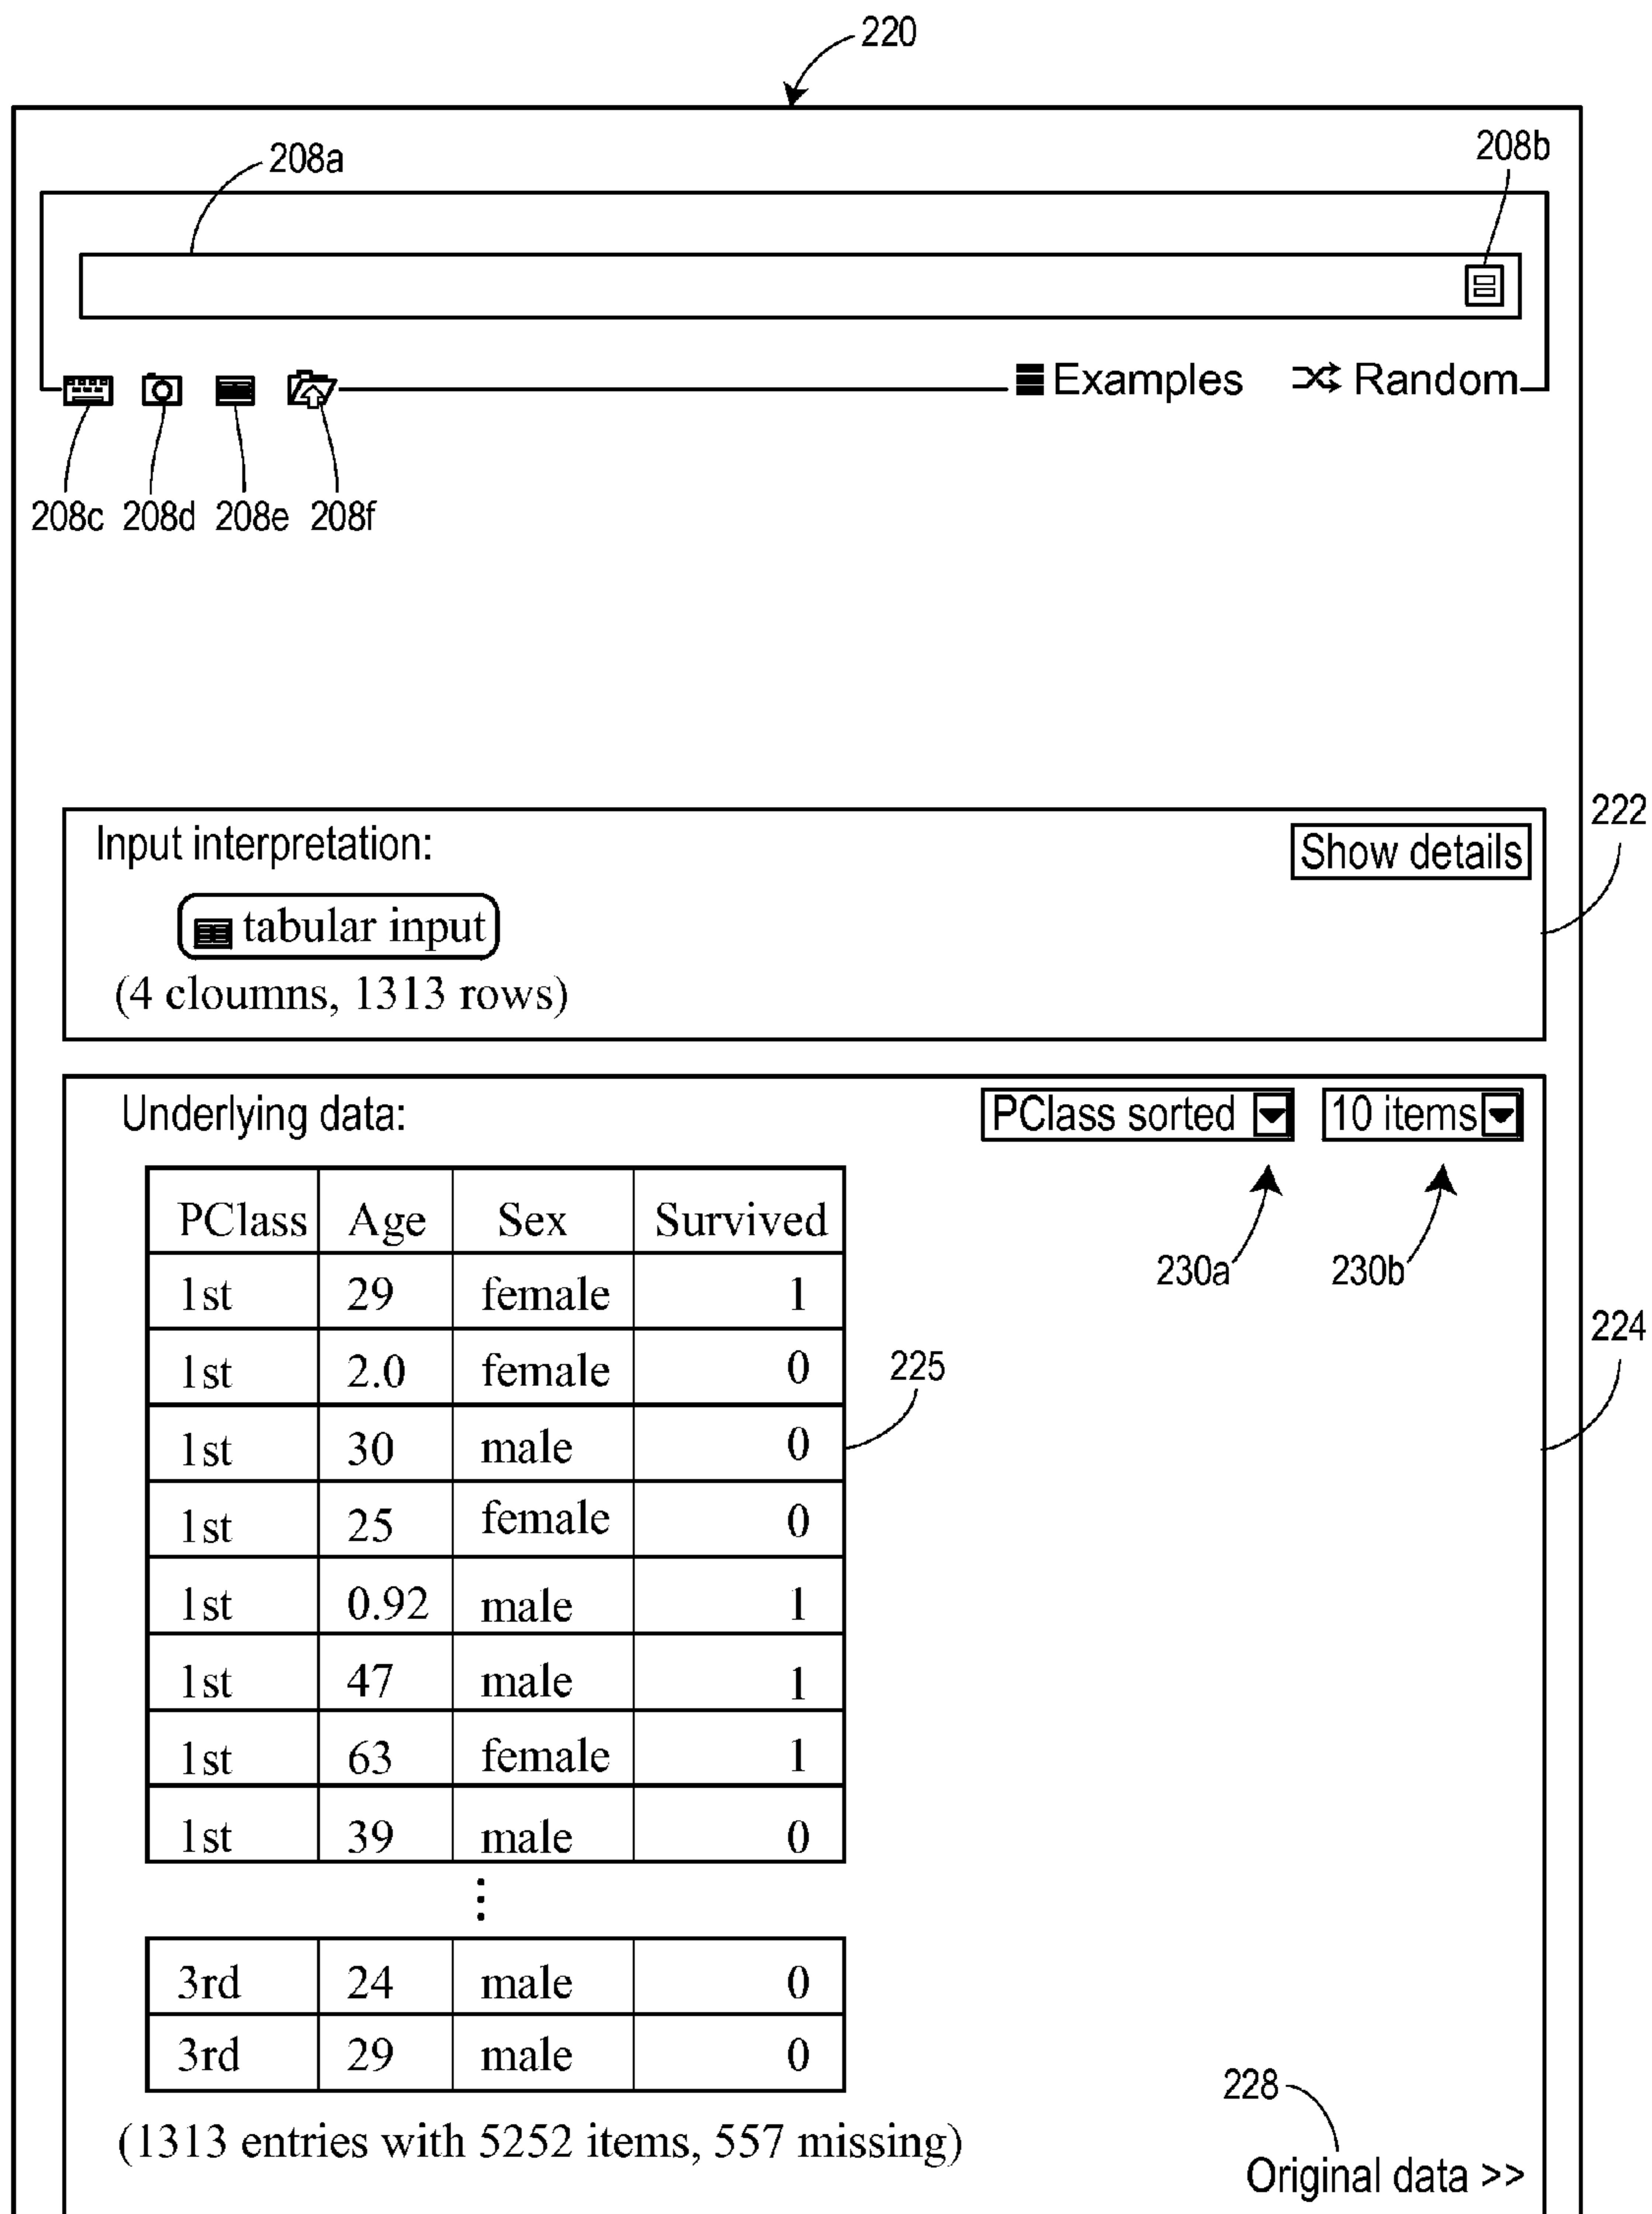 220
208a
208b
Examples
Random
208c 208d 208e 208f
222
Input interpretation:
Show details
tabular input
(4 cloumns, 1313 rows)
Underlying data:
PClass sorted
10 items
230a
230b
224
225
PClass Age Sex Survived
1st 29 female 1
1st 2.0 female 0
1st 30 male 0
1st 25 female 0
1st 0.92 male 1
1st 47 male 1
1st 63 female 1
1st 39 male 0
⋮
3rd 24 male 0
3rd 29 male 0
(1313 entries with 5252 items, 557 missing)
228
Original data >>